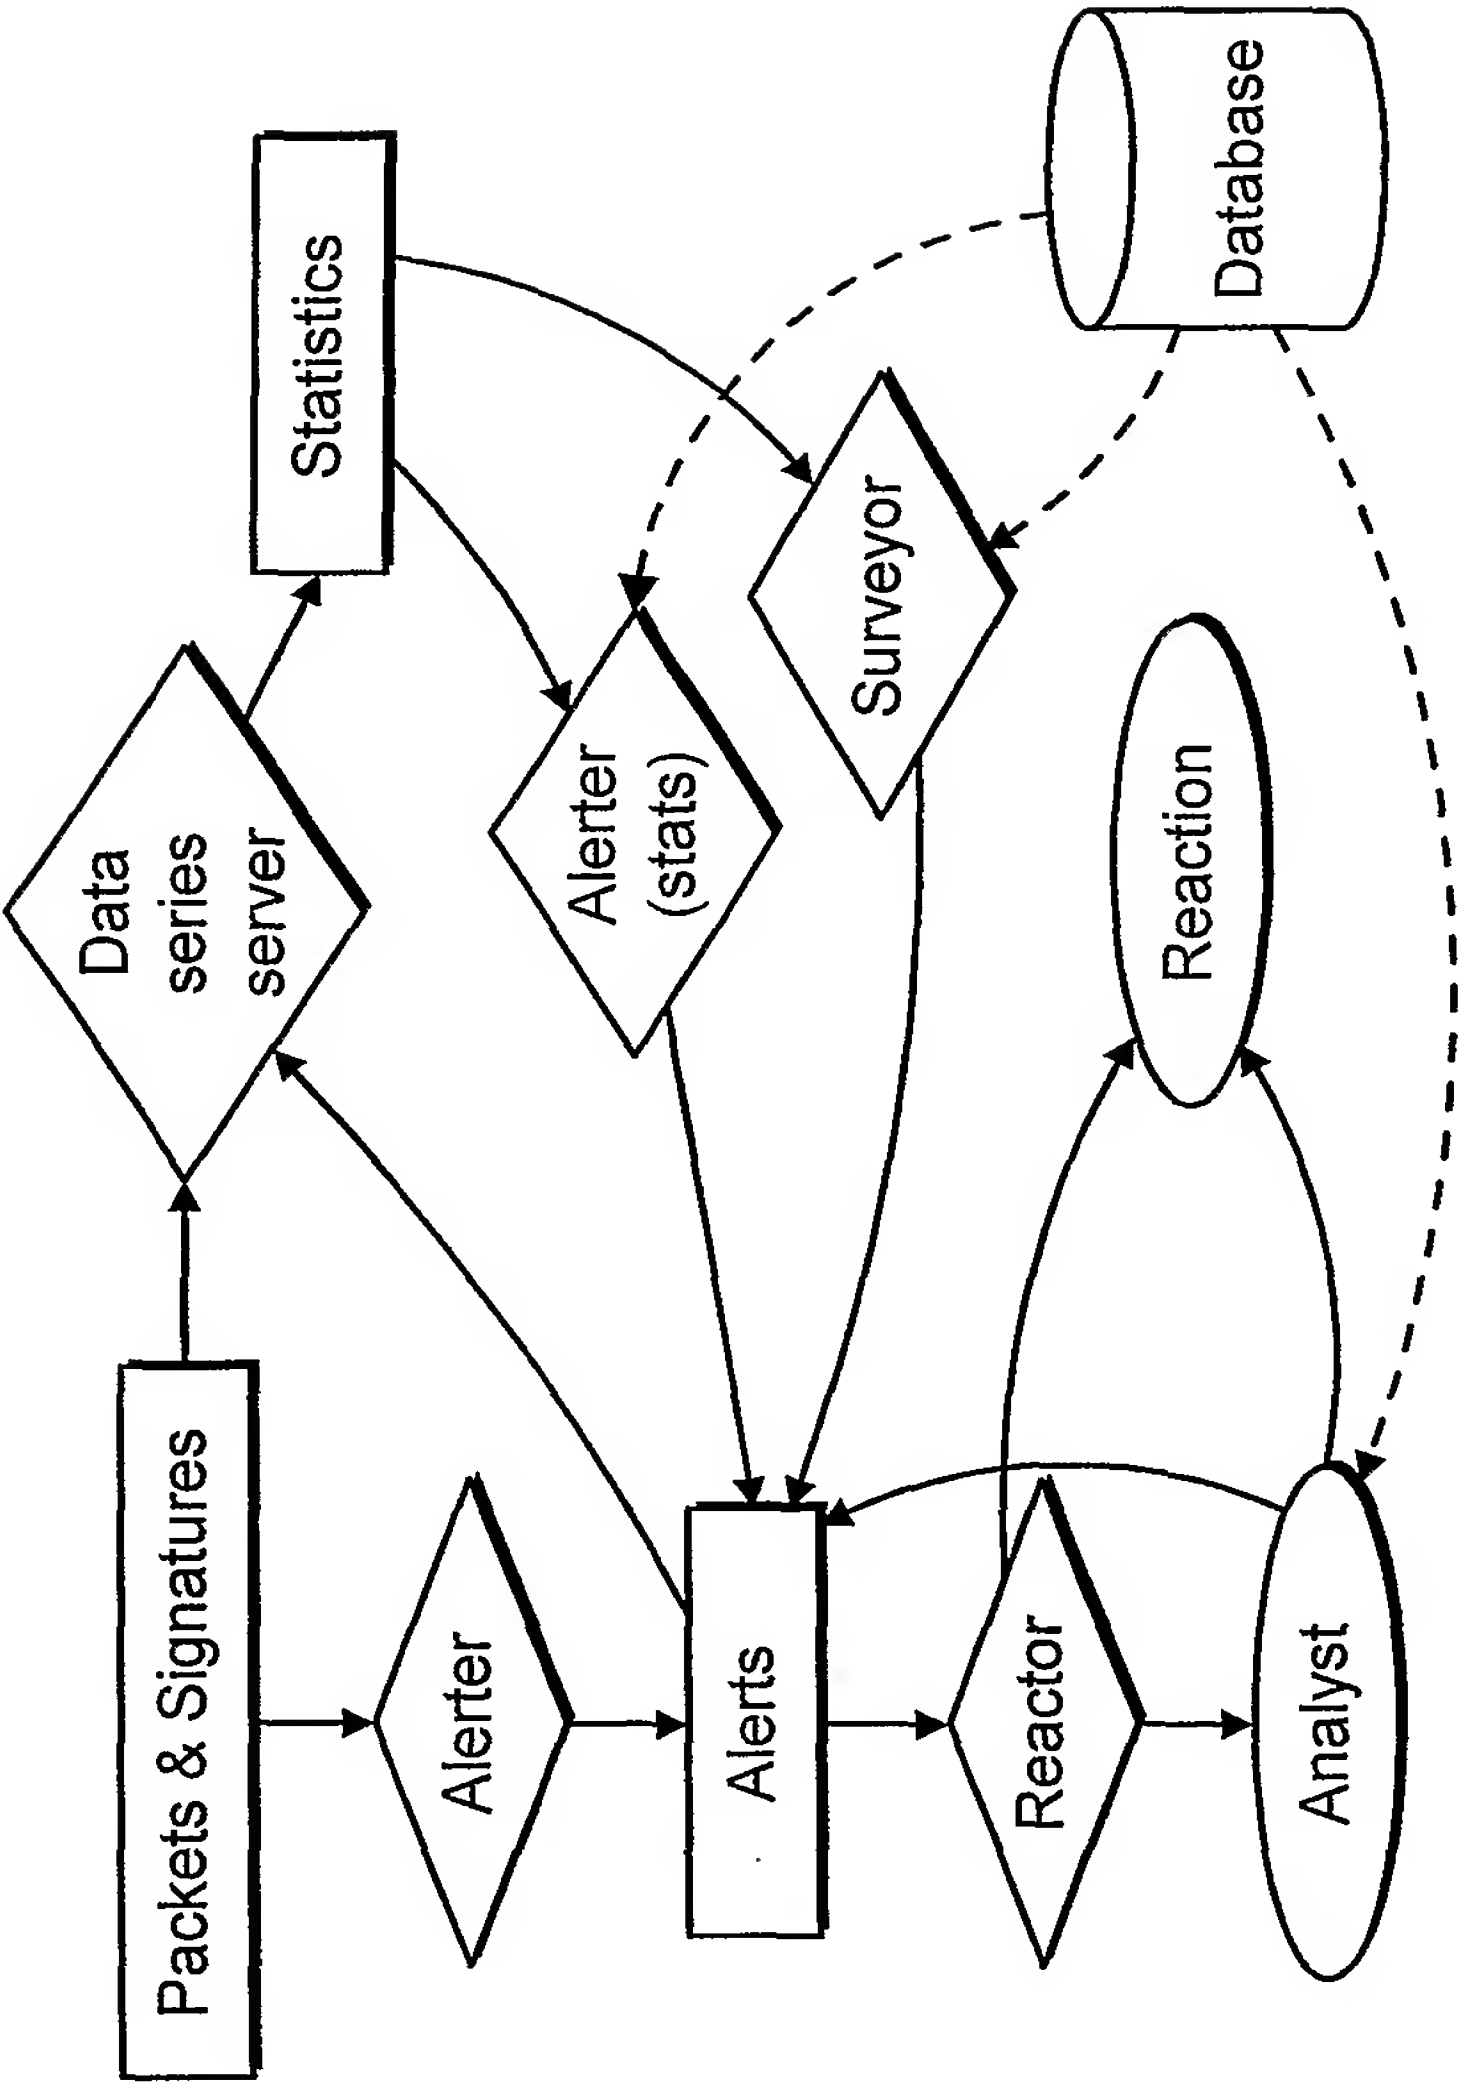 Packets & Signatures
Data
series
server
Statistics
Alerter
Alerter
(stats)
Alerts
Surveyor
Reactor
Reaction
Analyst
Database